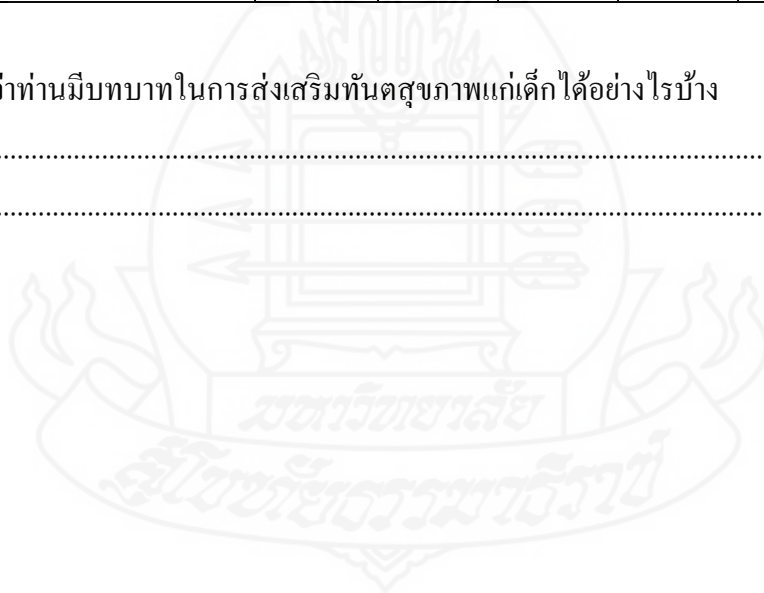 ว่าท่านมีบทบาทในการส่งเสริมทันตสุขภาพแก่เด็กได้อย่างไรบ้าง
มหาวิทยาลัย
สุโขทัยธรรมาธิราช